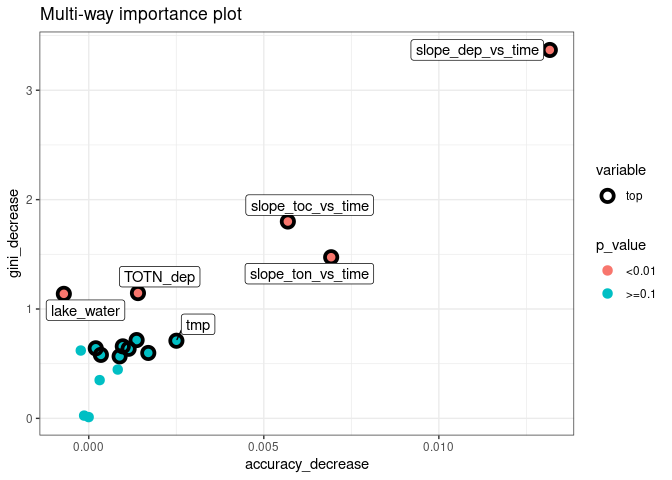 Multi-way importance plot
slope_dep_vs_time
3
variable
top
2
slope_toc_vs_time
gini_decrease
p_value
slope_ton_vs_time
<0.01
TOTN_dep
>=0.1
1
lake_water
tmp
0
0.000
0.005
0.010
accuracy_decrease